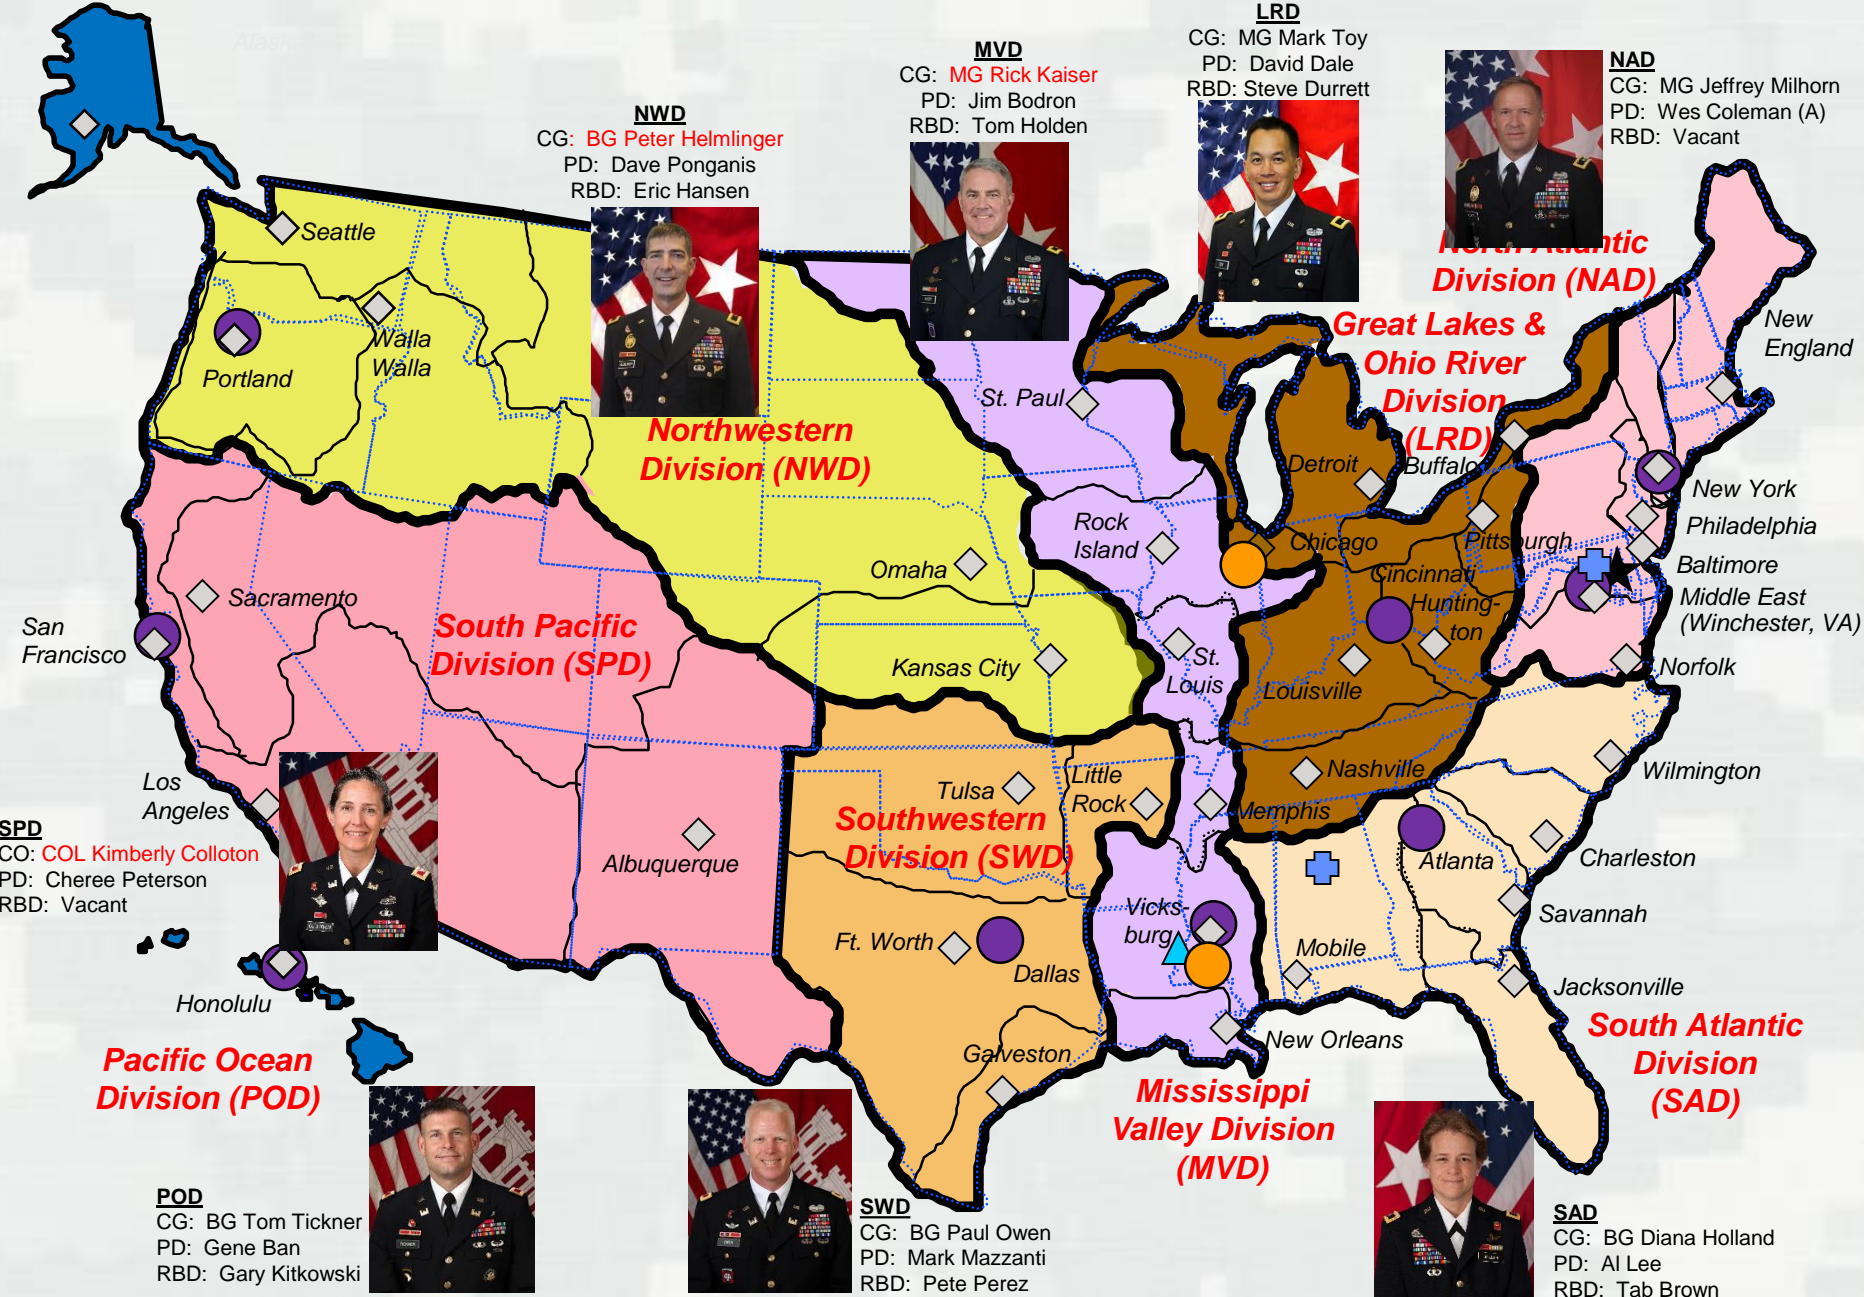 Alaska
LRD
CG: MG Mark Toy
PD: David Dale
RBD: Steve Durrett
MVD
CG: MG Rick Kaiser
PD: Jim Bodron
RBD: Tom Holden
NAD
CG: MG Jeffrey Milhorn
PD: Wes Coleman (A)
RBD: Vacant
NWD
CG: BG Peter Helmlinger
PD: Dave Ponganis
RBD: Eric Hansen
Seattle
North Atlantic
Division (NAD)
Great Lakes &
Ohio River
Division
(LRD)
New
England
Walla
Walla
Portland
St. Paul
Northwestern
Division (NWD)
Detroit
Buffalo
New York
Philadelphia
Rock
Island
Chicago
Pittsburgh
Omaha
Cincinnati
Baltimore
Sacramento
Hunting-
ton
Middle East
(Winchester, VA)
San
Francisco
South Pacific
Division (SPD)
Kansas City
St.
Louis
Louisville
Norfolk
Los
Angeles
Tulsa
Little
Rock
Nashville
Wilmington
Memphis
SPD
CO: COL Kimberly Colloton
PD: Cheree Peterson
RBD: Vacant
Southwestern
Division (SWD)
Albuquerque
Atlanta
Charleston
Vicks-
burg
Savannah
Ft. Worth
Dallas
Mobile
Jacksonville
Honolulu
New Orleans
Galveston
South Atlantic
Division
(SAD)
Pacific Ocean
Division (POD)
Mississippi
Valley Division
(MVD)
POD
CG: BG Tom Tickner
PD: Gene Ban
RBD: Gary Kitkowski
SWD
CG: BG Paul Owen
PD: Mark Mazzanti
RBD: Pete Perez
SAD
CG: BG Diana Holland
PD: Al Lee
RBD: Tab Brown